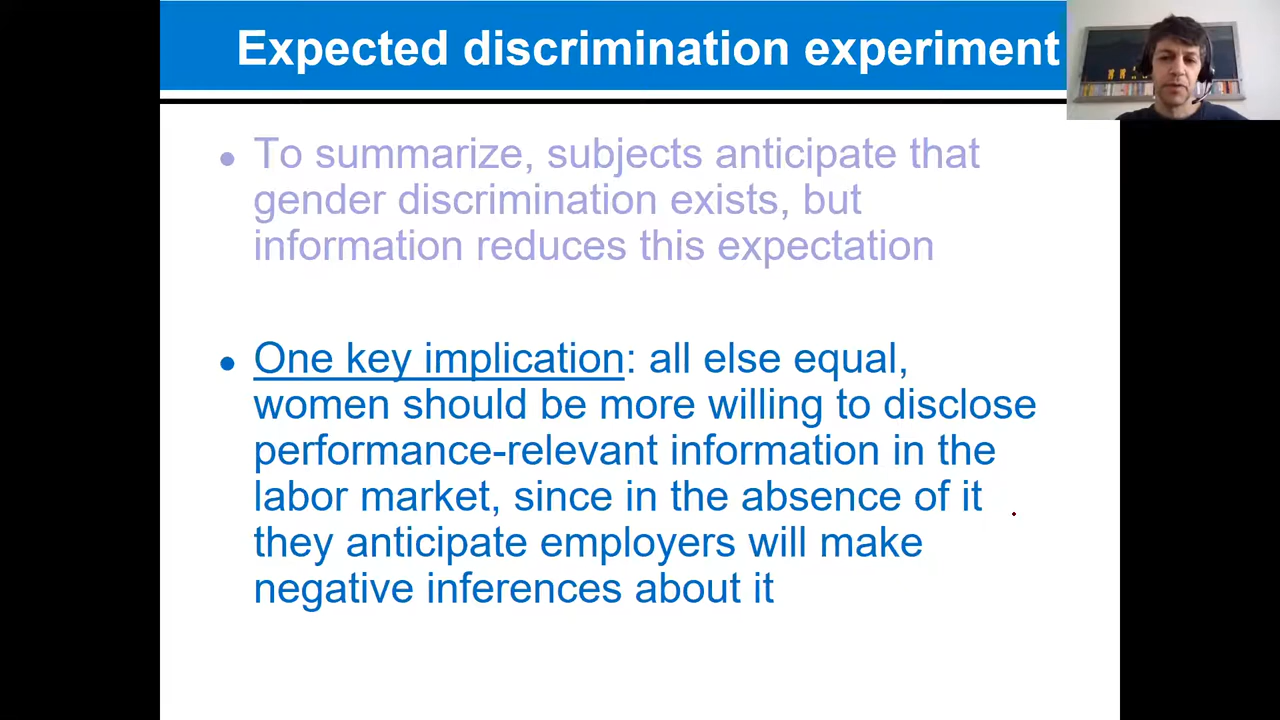 Expected discrimination experiment
• To summarize, subjects anticipate that
gender discrimination exists, but
information reduces this expectation
• One key implication: all else equal,
women should be more willing to disclose
performance-relevant information in the
labor market, since in the absence of it
they anticipate employers will make
negative inferences about it